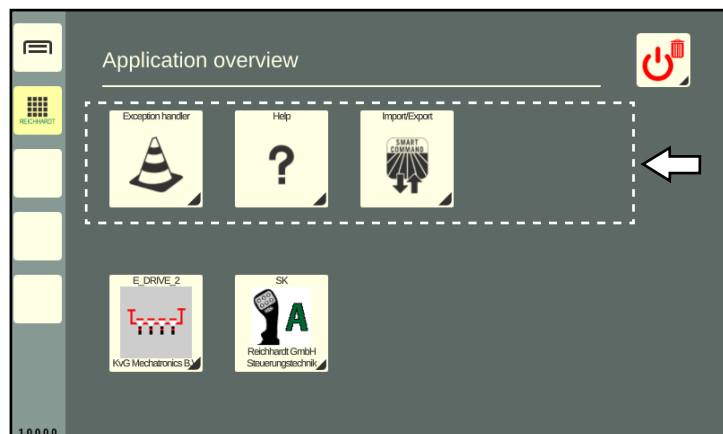 Application overview
REICHHARDT
Exception handler
Help
Import/Export
SMART
COMMAND
?
E_DRIVE_2
KvG Mechatronics B.V
SK
A
Reichhardt GmbH
Steuerungstechnik